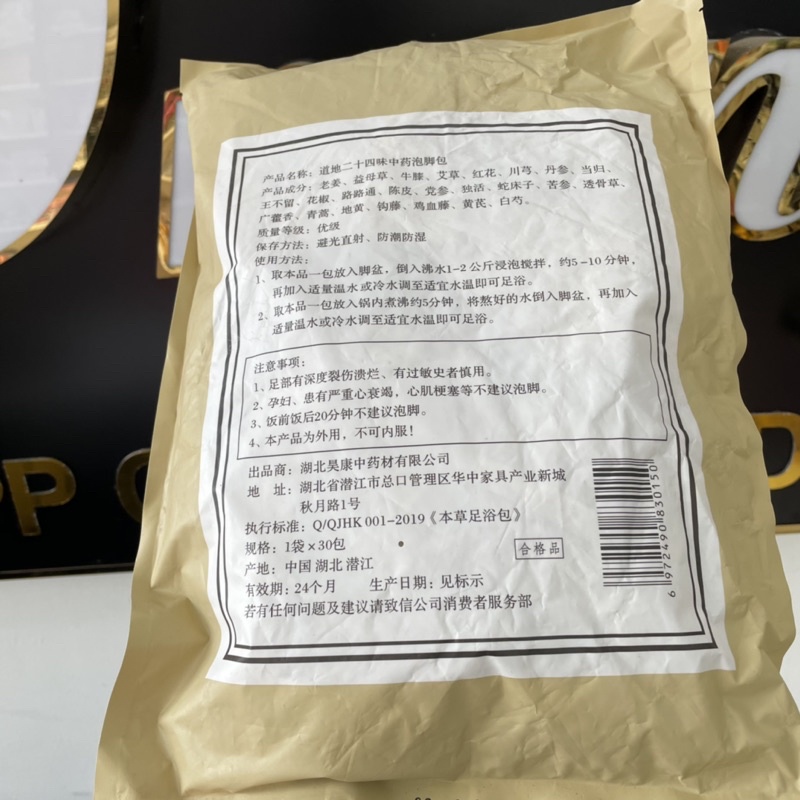 产品名称：道地二十四味中药泡脚包
产品成分：老姜、益母草、牛膝、艾草、红花、川芎、丹参、当归、
王不留、花椒、路路通、陈皮、党参、独活、蛇床子、苦参、透骨草、
广藿香、青蒿、地黄、钩藤、鸡血藤、黄芪、白芍。
质量等级：优级
保存方法：避光直射、防潮防湿
使用方法：
1、取本品一包放入脚盆，倒入沸水1-2公斤浸泡搅拌，约5-10分钟，
再加入适量温水或冷水调至适宜水温即可足浴。
2、取本品一包放入锅内煮沸约5分钟，将熬好的水倒入脚盆，再加入
适量温水或冷水调至适宜水温即可足浴。
注意事项：
1、足部有深度裂伤溃烂、有过敏史者慎用。
2、孕妇、患有严重心衰竭，心肌梗塞等不建议泡脚。
3、饭前饭后20分钟不建议泡脚。
4、本产品为外用，不可内服！
出品商：湖北昊康中药材有限公司
地 址：湖北省潜江市总口管理区华中家具产业新城
秋月路1号
执行标准：Q/QJHK 001-2019《本草足浴包》
规格：1袋×30包
合格品
产地：中国 湖北 潜江
有效期：24个月 生产日期：见标示
若有任何问题及建议请致信公司消费者服务部
6 972490 830150
PP